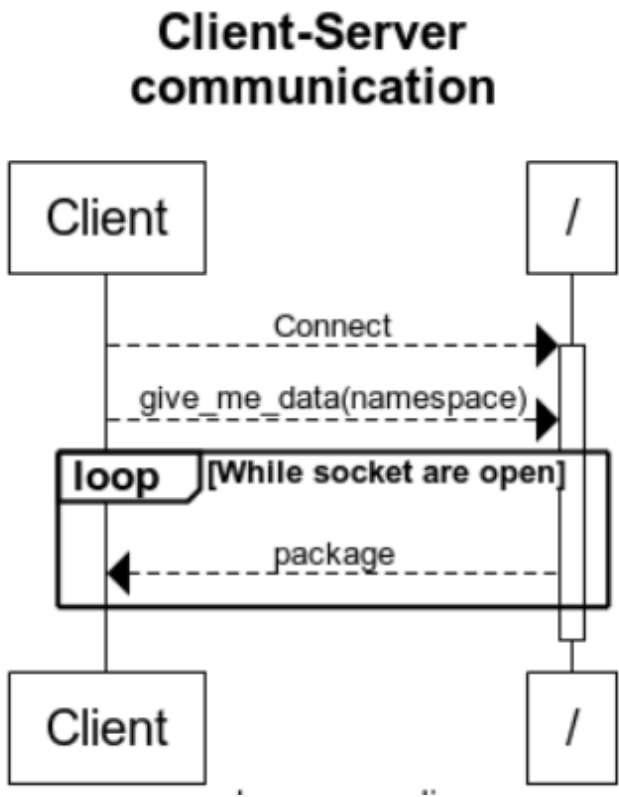 Client-Server
communication
Client
/
Connect
give_me_data(namespace)
loop
[While socket are open]
package
Client
/